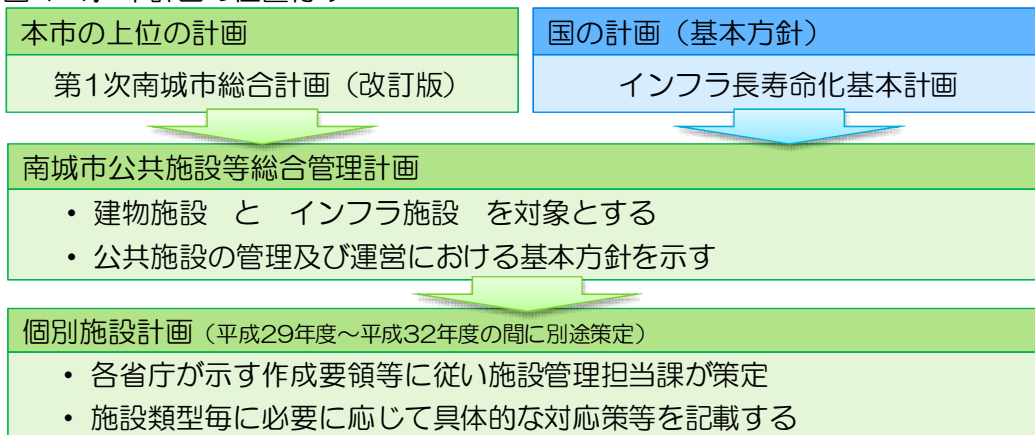 本市の上位の計画
第1次南城市総合計画（改訂版）
国の計画（基本方針）
インフラ長寿命化基本計画
南城市公共施設等総合管理計画
・ 建物施設　と　インフラ施設　を対象とする
・ 公共施設の管理及び運営における基本方針を示す
個別施設計画（平成29年度～平成32年度の間に別途策定）
・ 各省庁が示す作成要領等に従い施設管理担当課が策定
・ 施設類型毎に必要に応じて具体的な対応策等を記載する